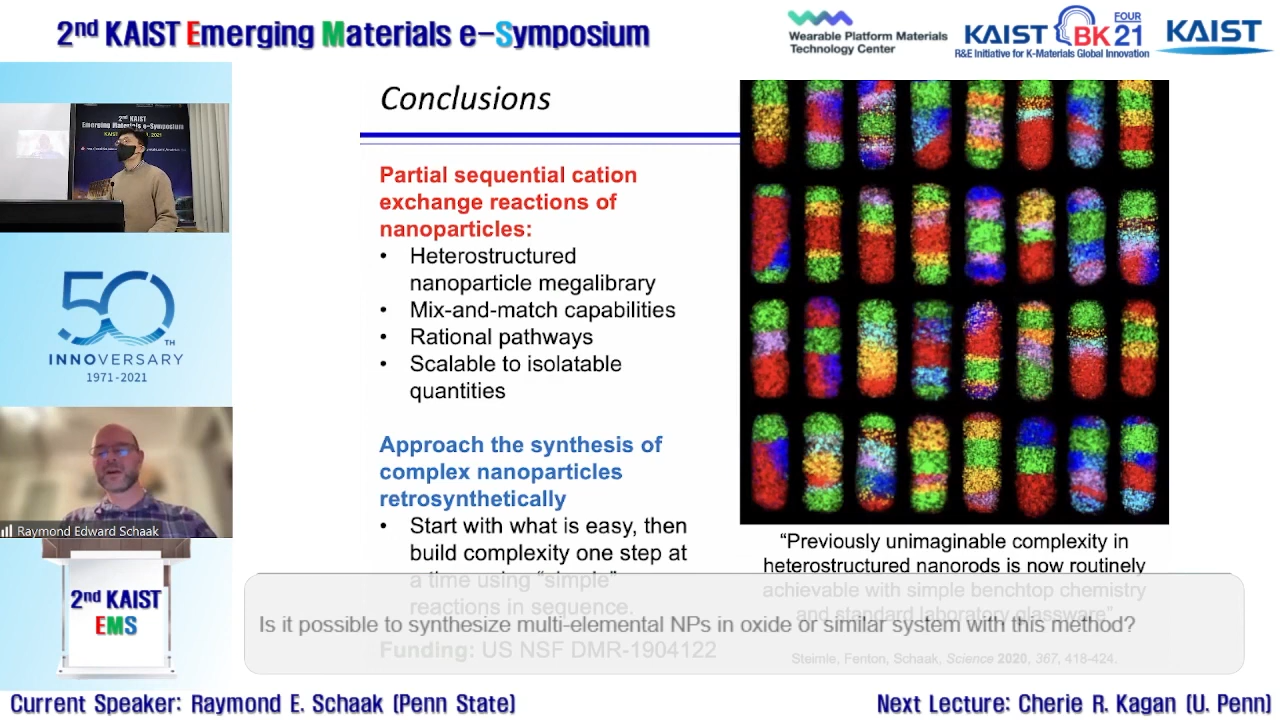 2nd KAIST Emerging Materials e-Symposium
Wearable Platform Materials
Technology Center
KAIST BK21 FOUR
R&E Initiative for K-Materials Global Innovation
KAIST
2nd KAIST
Emerging Materials e-Symposium
50 TH
INNOVERSARY
1971-2021
Raymond Edward Schaak
2nd KAIST
EMS
Conclusions
Partial sequential cation
exchange reactions of
nanoparticles:
• Heterostructured
nanoparticle megalibrary
• Mix-and-match capabilities
• Rational pathways
• Scalable to isolatable
quantities
Approach the synthesis of
complex nanoparticles
retrosynthetically
• Start with what is easy, then
build complexity one step at
a time using “simple”
reactions in sequence.
Funding: US NSF DMR-1904122
“Previously unimaginable complexity in
heterostructured nanorods is now routinely
achievable with simple benchtop chemistry
and standard laboratory glassware”
Steimle, Fenton, Schaak, Science 2020, 367, 418-424.
Is it possible to synthesize multi-elemental NPs in oxide or similar system with this method?
Current Speaker: Raymond E. Schaak (Penn State)
Next Lecture: Cherie R. Kagan (U. Penn)